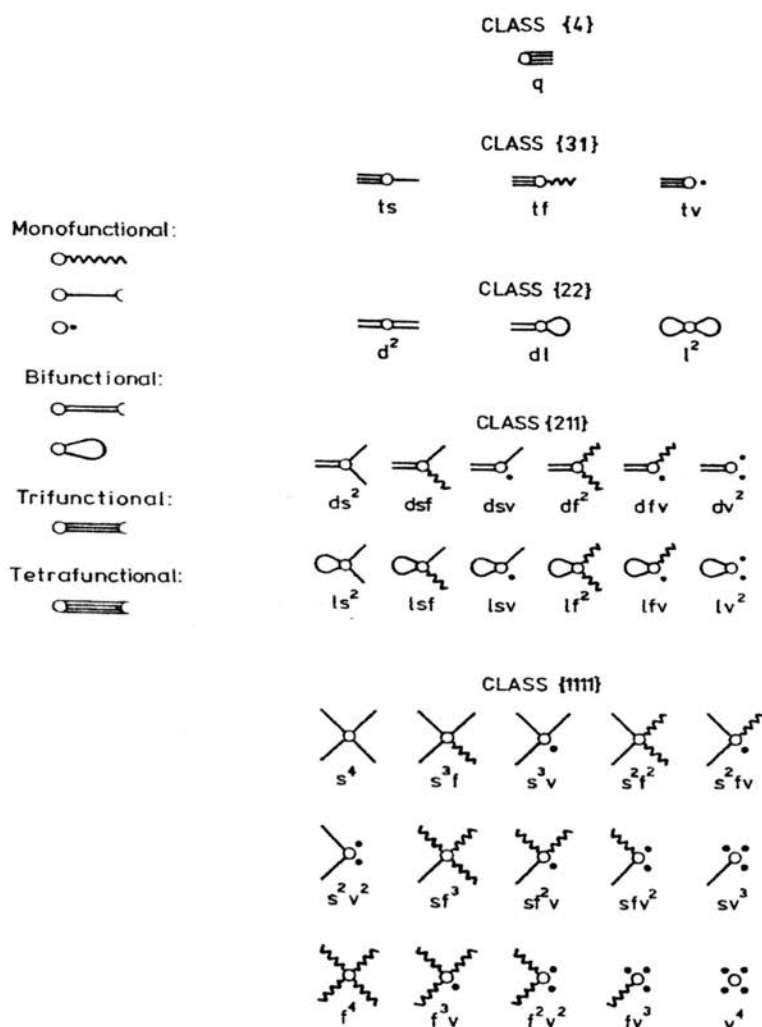 CLASS {4}
q
CLASS {31}
ts tf tv
Monofunctional:
CLASS {22}
d² dl l²
Bifunctional:
CLASS {211}
ds² dsf dsv df² dfv dv²
Trifunctional:
Tetrafunctional:
ls² lsf lsv lf² lfv lv²
CLASS {1111}
s⁴ s³f s³v s²f² s²fv
s²v² sf³ sf²v sfv² sv³
f⁴ f³v f²v² fv³ v⁴